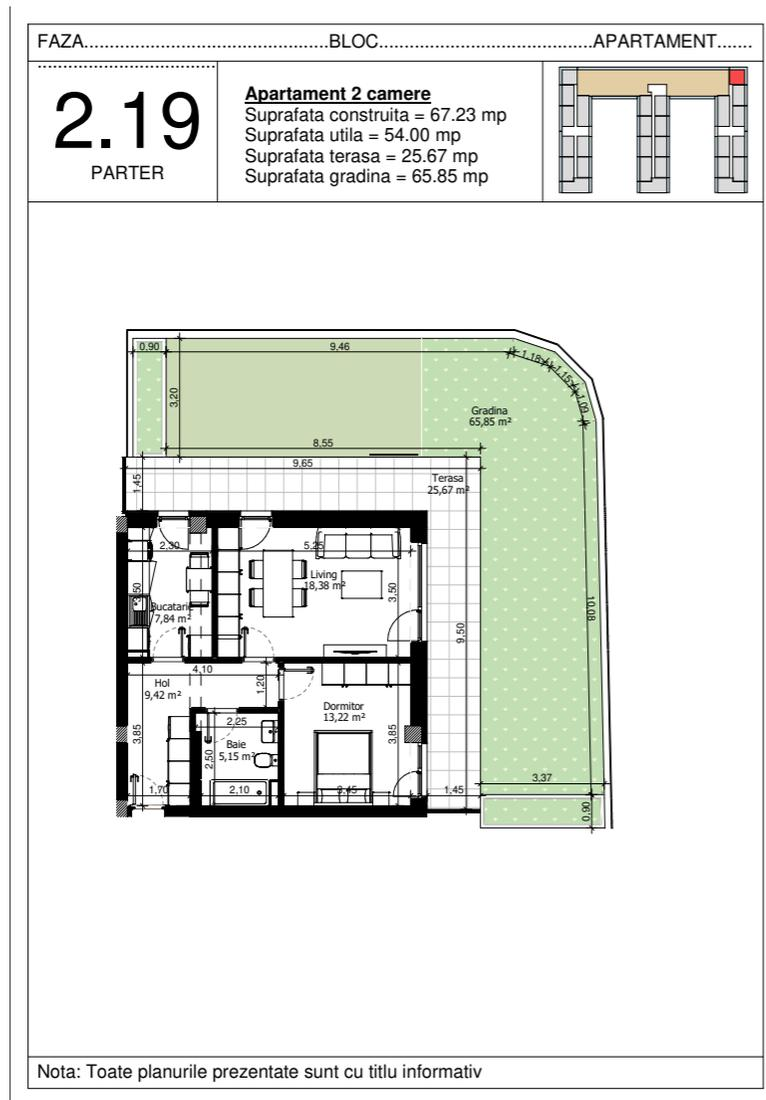 FAZA..................................................BLOC...........................................APARTAMENT.......
....................................
2.19
PARTER
Apartament 2 camere
Suprafata construita = 67.23 mp
Suprafata utila = 54.00 mp
Suprafata terasa = 25.67 mp
Suprafata gradina = 65.85 mp
0,90
9,46
1,18
1,15
1,09
3,20
Gradina
65,85 m²
8,55
9,65
1,45
Terasa
25,67 m²
2,30
5,25
Living
18,38 m²
3,50
3,50
Bucatarie
7,84 m²
10,08
9,50
4,10
Hol
9,42 m²
1,20
Dormitor
13,22 m²
2,25
3,85
Baie
5,15 m²
2,50
3,85
3,37
1,70
2,10
3,45
1,45
0,90
Nota: Toate planurile prezentate sunt cu titlu informativ